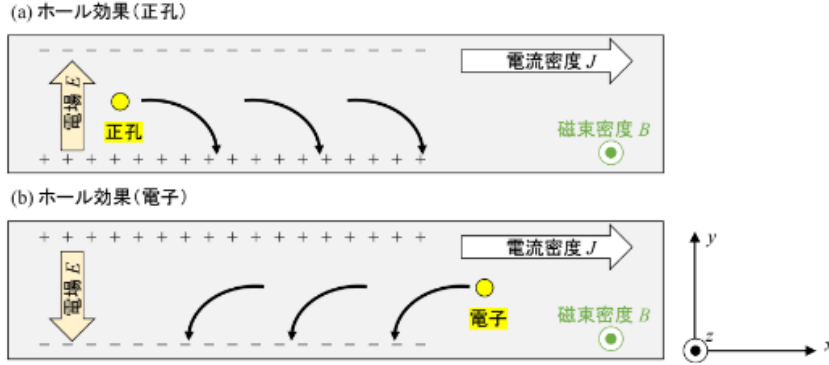 (a) ホール効果（正孔）
− − − − − − − − − − − − − − − − −
電流密度 J
電場 E
正孔
磁束密度 B
+ + + + + + + + + + + + + + + + +
(b) ホール効果（電子）
+ + + + + + + + + + + + + + + + +
電流密度 J
電場 E
電子
磁束密度 B
− − − − − − − − − − − − − − − − −
y
z
x